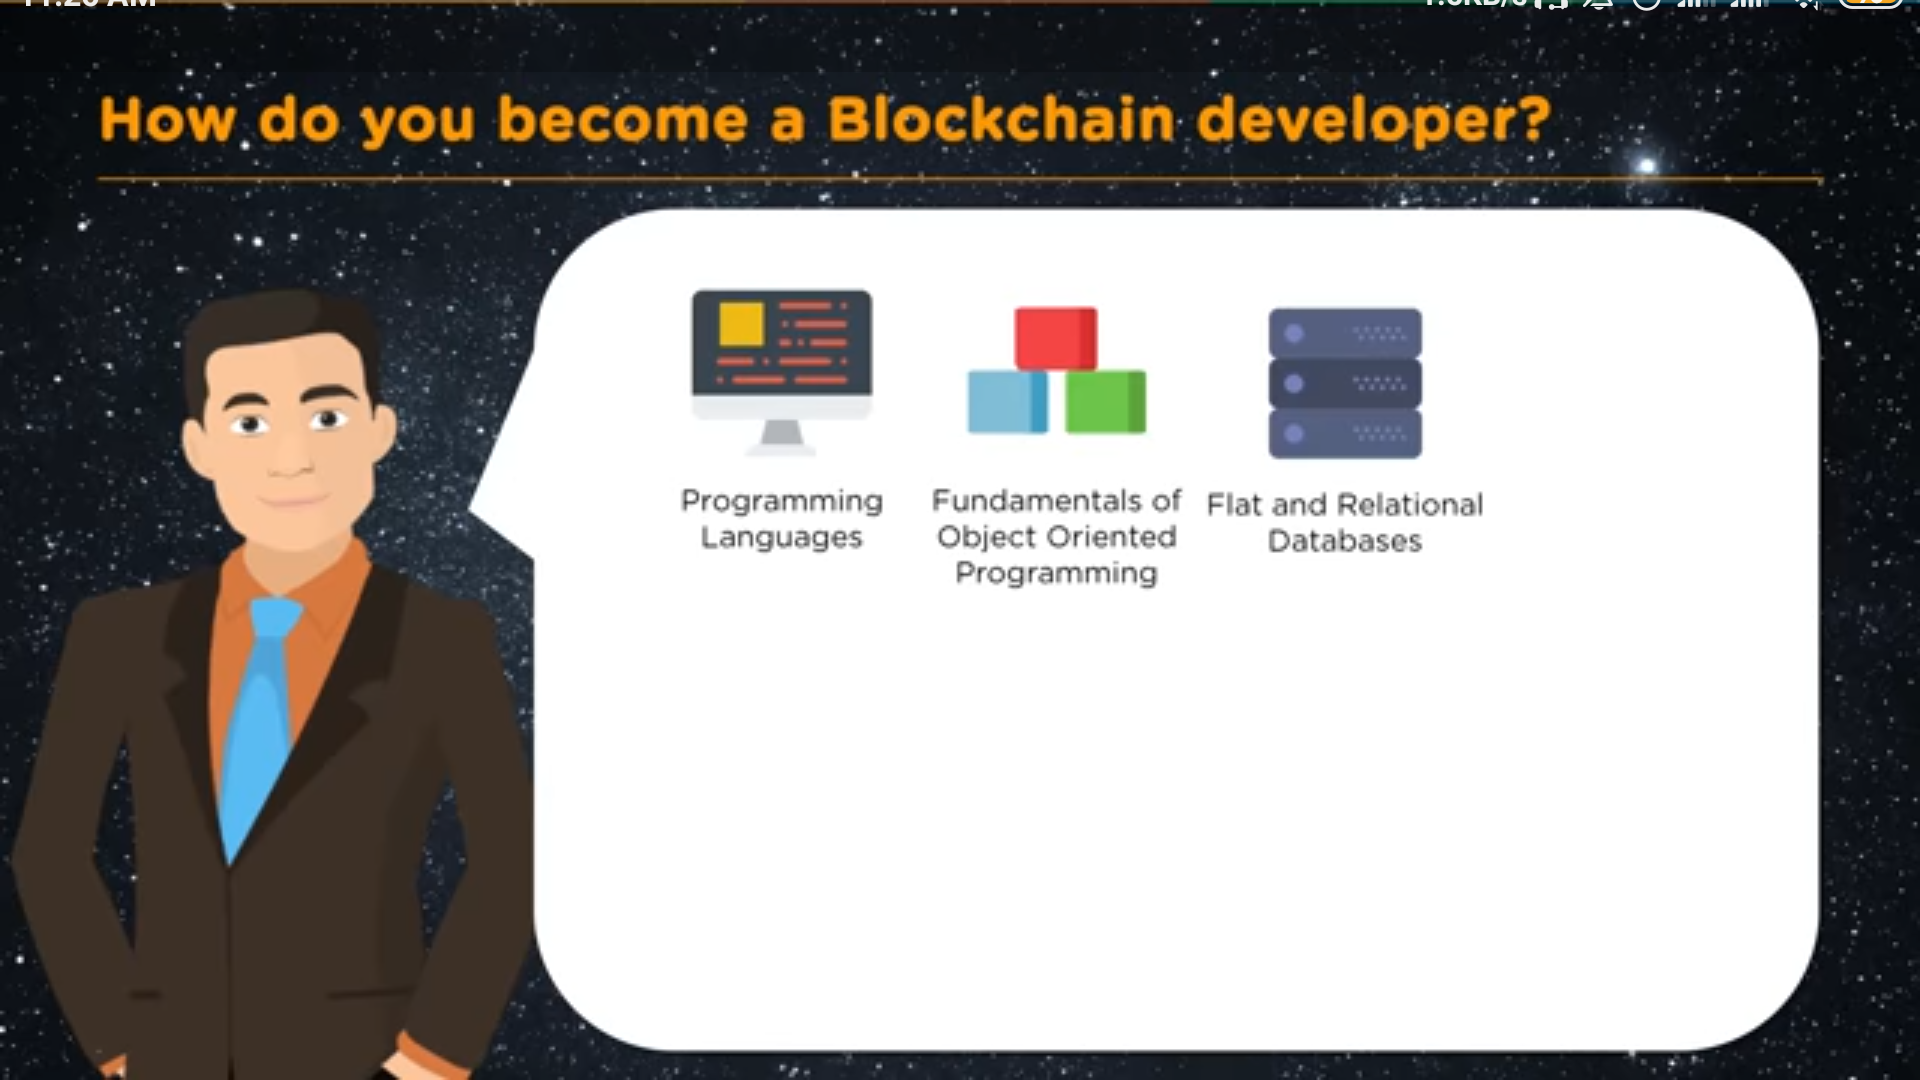 How do you become a Blockchain developer?
Programming
Languages
Fundamentals of
Object Oriented
Programming
Flat and Relational
Databases